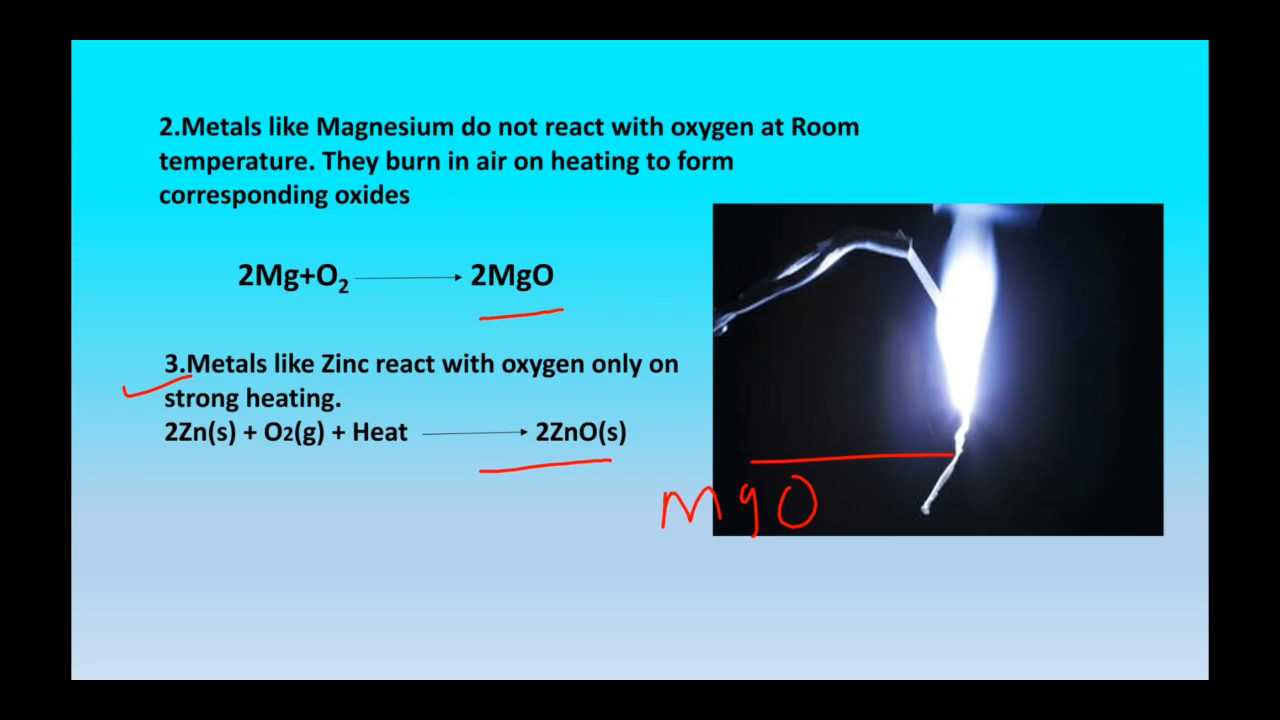 2.Metals like Magnesium do not react with oxygen at Room
temperature. They burn in air on heating to form
corresponding oxides
2Mg+O₂ → 2MgO
3.Metals like Zinc react with oxygen only on
strong heating.
2Zn(s) + O2(g) + Heat → 2ZnO(s)
MgO